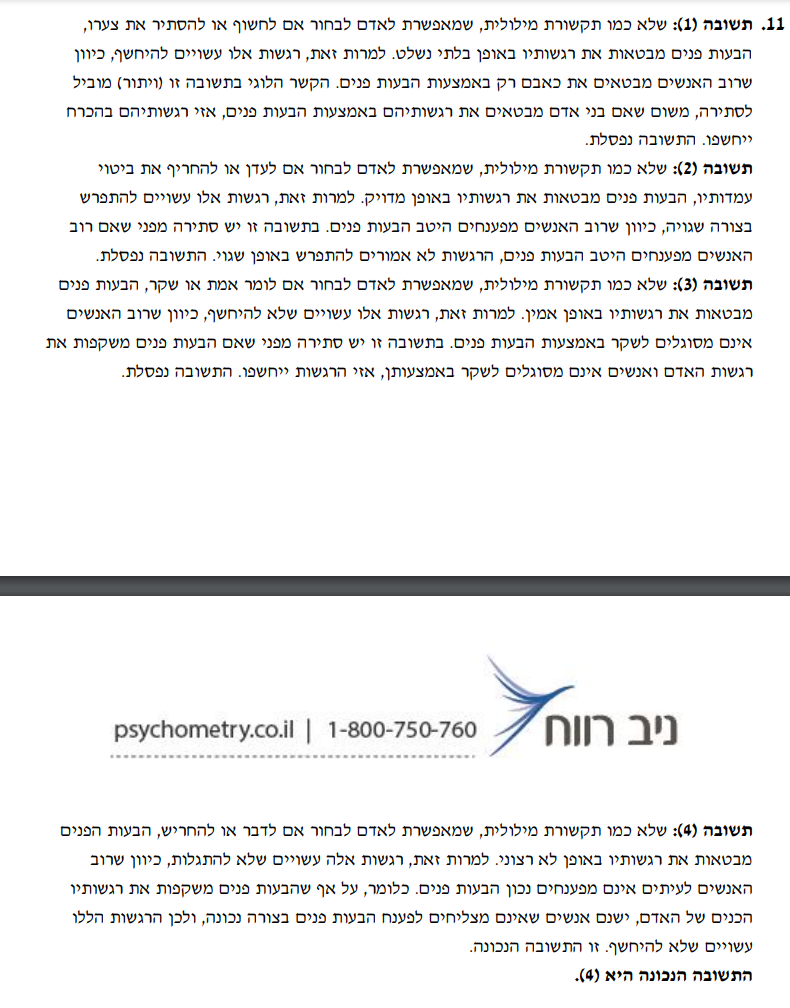 11. תשובה (1): שלא כמו תקשורת מילולית, שמאפשרת לאדם לבחור אם לחשוף או להסתיר את צערו,
הבעות פנים מבטאות את רגשותיו באופן בלתי נשלט. למרות זאת, רגשות אלו עשויים להיחשף, כיוון
שרוב האנשים מבטאים את כאבם רק באמצעות הבעות פנים. הקשר הלוגי בתשובה זו (ויתור) מוביל
לסתירה, משום שאם בני אדם מבטאים את רגשותיהם באמצעות הבעות פנים, אזי רגשותיהם בהכרח
ייחשפו. התשובה נפסלת.
תשובה (2): שלא כמו תקשורת מילולית, שמאפשרת לאדם לבחור אם לעדן או להחריף את ביטוי
עמדותיו, הבעות פנים מבטאות את רגשותיו באופן מדויק. למרות זאת, רגשות אלו עשויים להתפרש
בצורה שגויה, כיוון שרוב האנשים מפענחים היטב הבעות פנים. בתשובה זו יש סתירה מפני שאם רוב
האנשים מפענחים היטב הבעות פנים, הרגשות לא אמורים להתפרש באופן שגוי. התשובה נפסלת.
תשובה (3): שלא כמו תקשורת מילולית, שמאפשרת לאדם לבחור אם לומר אמת או שקר, הבעות פנים
מבטאות את רגשותיו באופן אמין. למרות זאת, רגשות אלו עשויים שלא להיחשף, כיוון שרוב האנשים
אינם מסוגלים לשקר באמצעות הבעות פנים. בתשובה זו יש סתירה מפני שאם הבעות פנים משקפות את
רגשות האדם ואנשים אינם מסוגלים לשקר באמצעותן, אזי הרגשות ייחשפו. התשובה נפסלת.
ניב רווח
psychometry.co.il | 1-800-750-760
תשובה (4): שלא כמו תקשורת מילולית, שמאפשרת לאדם לבחור אם לדבר או להחריש, הבעות הפנים
מבטאות את רגשותיו באופן לא רצוני. למרות זאת, רגשות אלה עשויים שלא להתגלות, כיוון שרוב
האנשים לעיתים אינם מפענחים נכון הבעות פנים. כלומר, על אף שהבעות פנים משקפות את רגשותיו
הכנים של האדם, ישנם אנשים שאינם מצליחים לפענח הבעות פנים בצורה נכונה, ולכן הרגשות הללו
עשויים שלא להיחשף. זו התשובה הנכונה.
התשובה הנכונה היא (4).